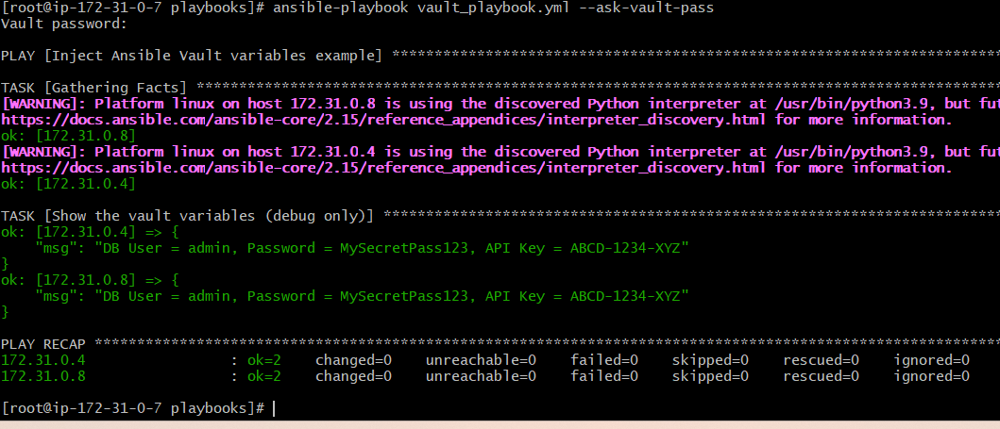 [root@ip-172-31-0-7 playbooks]# ansible-playbook vault_playbook.yml --ask-vault-pass
Vault password:
PLAY [Inject Ansible Vault variables example] *************************************************************************
TASK [Gathering Facts] ************************************************************************************************
[WARNING]: Platform linux on host 172.31.0.8 is using the discovered Python interpreter at /usr/bin/python3.9, but fut
https://docs.ansible.com/ansible-core/2.15/reference_appendices/interpreter_discovery.html for more information.
ok: [172.31.0.8]
[WARNING]: Platform linux on host 172.31.0.4 is using the discovered Python interpreter at /usr/bin/python3.9, but fut
https://docs.ansible.com/ansible-core/2.15/reference_appendices/interpreter_discovery.html for more information.
ok: [172.31.0.4]
TASK [Show the vault variables (debug only)] **************************************************************************
ok: [172.31.0.4] => {
    "msg": "DB User = admin, Password = MySecretPass123, API Key = ABCD-1234-XYZ"
}
ok: [172.31.0.8] => {
    "msg": "DB User = admin, Password = MySecretPass123, API Key = ABCD-1234-XYZ"
}
PLAY RECAP ************************************************************************************************************
172.31.0.4                 : ok=2    changed=0    unreachable=0    failed=0    skipped=0    rescued=0    ignored=0
172.31.0.8                 : ok=2    changed=0    unreachable=0    failed=0    skipped=0    rescued=0    ignored=0
[root@ip-172-31-0-7 playbooks]#